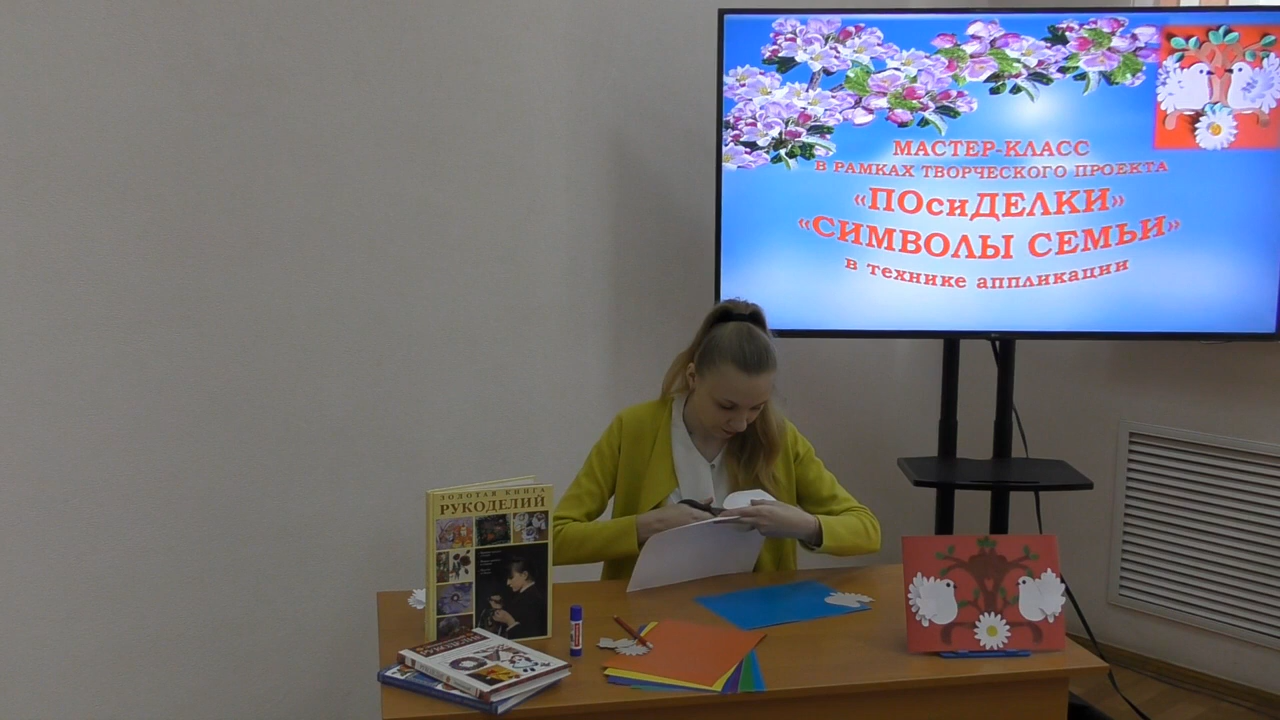 МАСТЕР-КЛАСС
В РАМКАХ ТВОРЧЕСКОГО ПРОЕКТА
«ПОсиДЕЛКИ»
«СИМВОЛЫ СЕМЬИ»
в технике аппликации
ЗОЛОТАЯ КНИГА
РУКОДЕЛИЙ